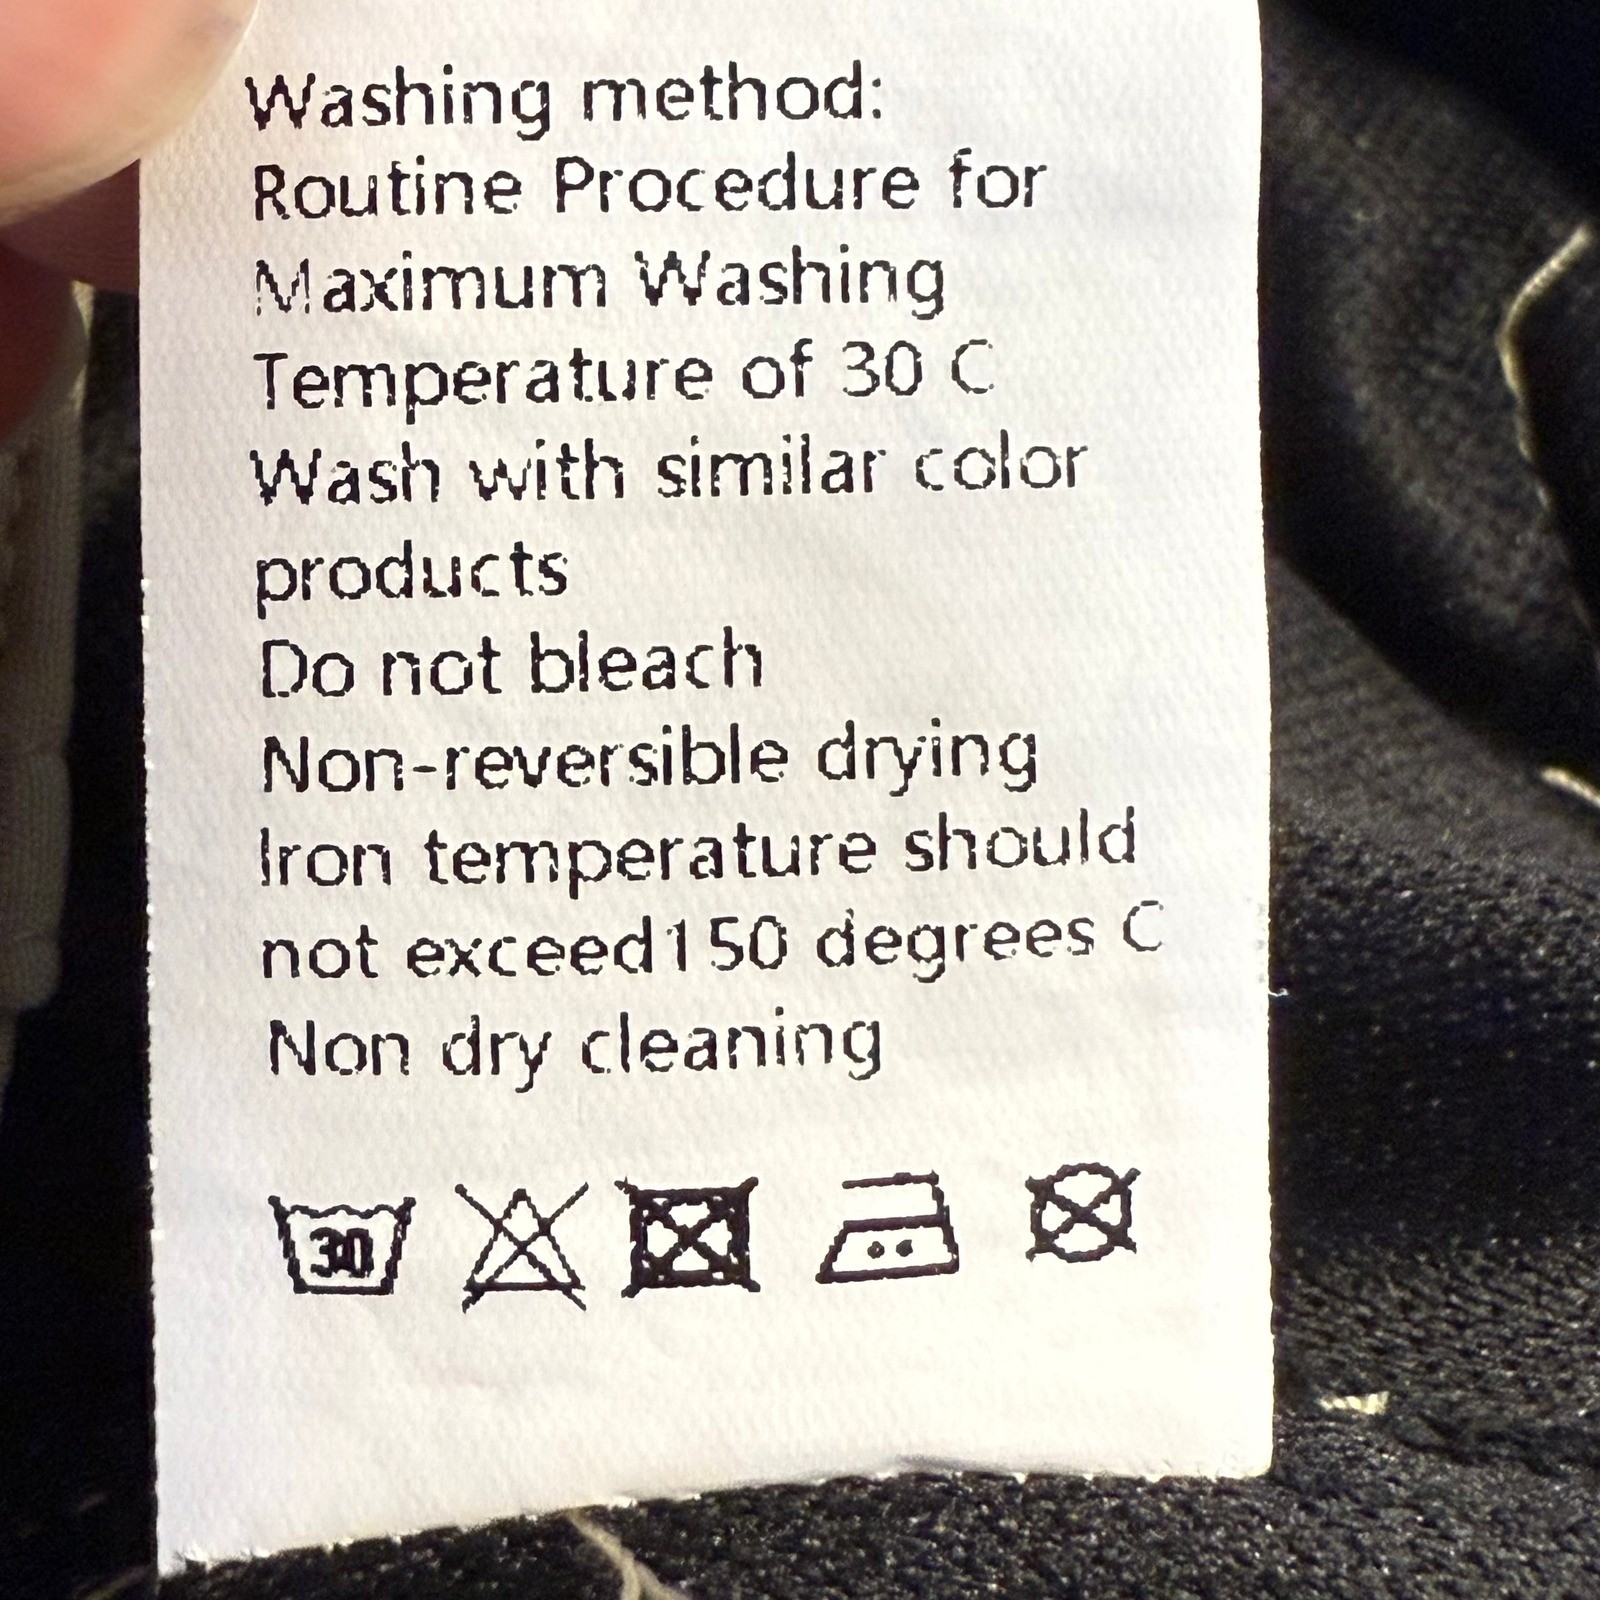 Washing method:
Routine Procedure for
Maximum Washing
Temperature of 30 C
Wash with similar color
products
Do not bleach
Non-reversible drying
Iron temperature should
not exceed150 degrees C
Non dry cleaning
30